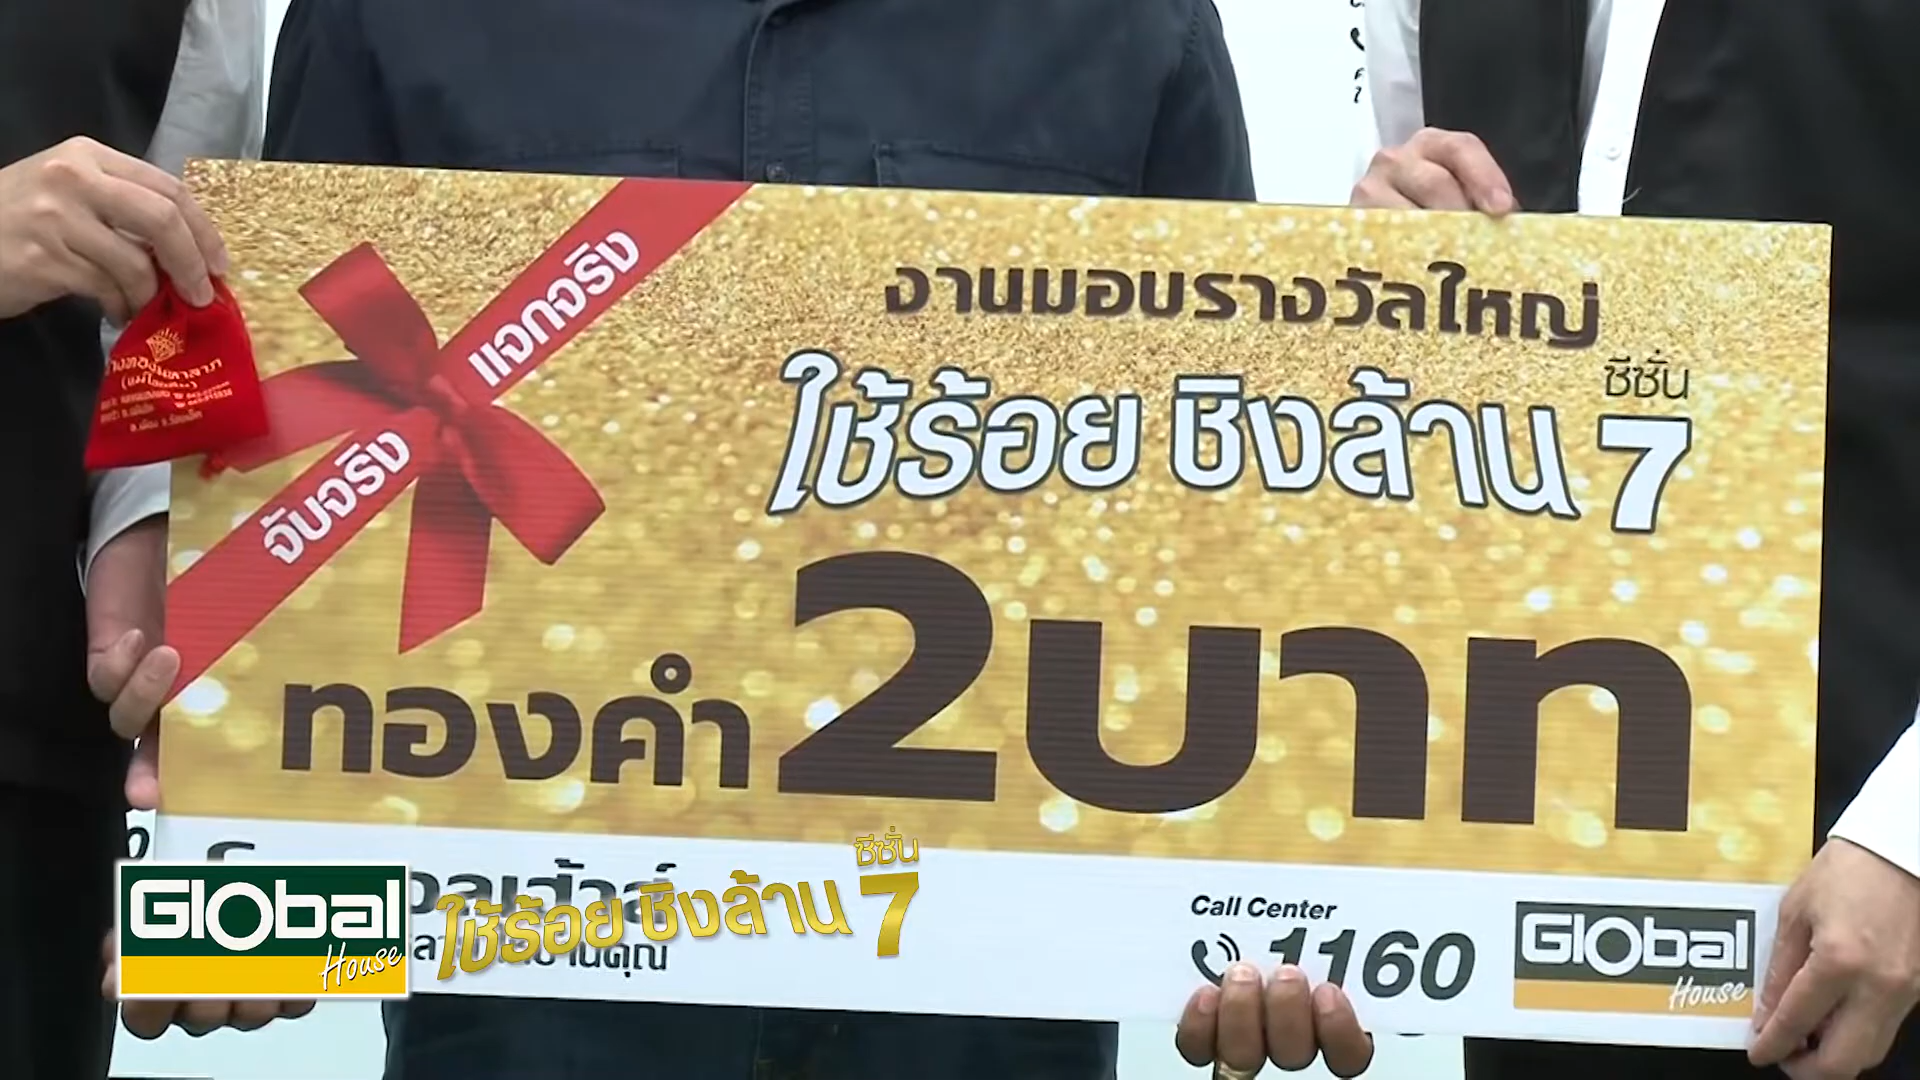 แจกจริง
จับจริง
งานมอบรางวัลใหญ่
ใช้ร้อย ชิงล้าน ซีซั่น 7
ทองคำ 2 บาท
Call Center
1160
Global
House
Global
House
ใช้ร้อย ชิงล้าน ซีซั่น 7